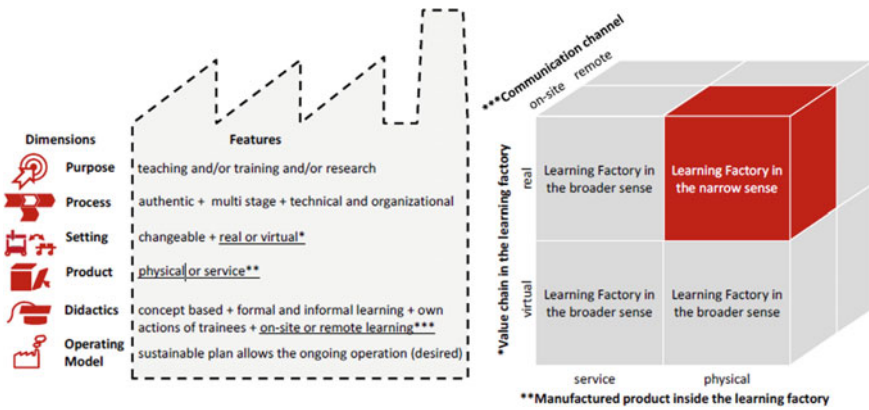 Dimensions
Features
Purpose
teaching and/or training and/or research
Process
authentic + multi stage + technical and organizational
Setting
changeable + real or virtual*
Product
physical or service**
Didactics
concept based + formal and informal learning + own
actions of trainees + on-site or remote learning***
Operating
Model
sustainable plan allows the ongoing operation (desired)
***Communication channel
on-site remote
*Value chain in the learning factory
real
virtual
Learning Factory in
the broader sense
Learning Factory in
the narrow sense
Learning Factory in
the broader sense
Learning Factory in
the broader sense
service
physical
**Manufactured product inside the learning factory